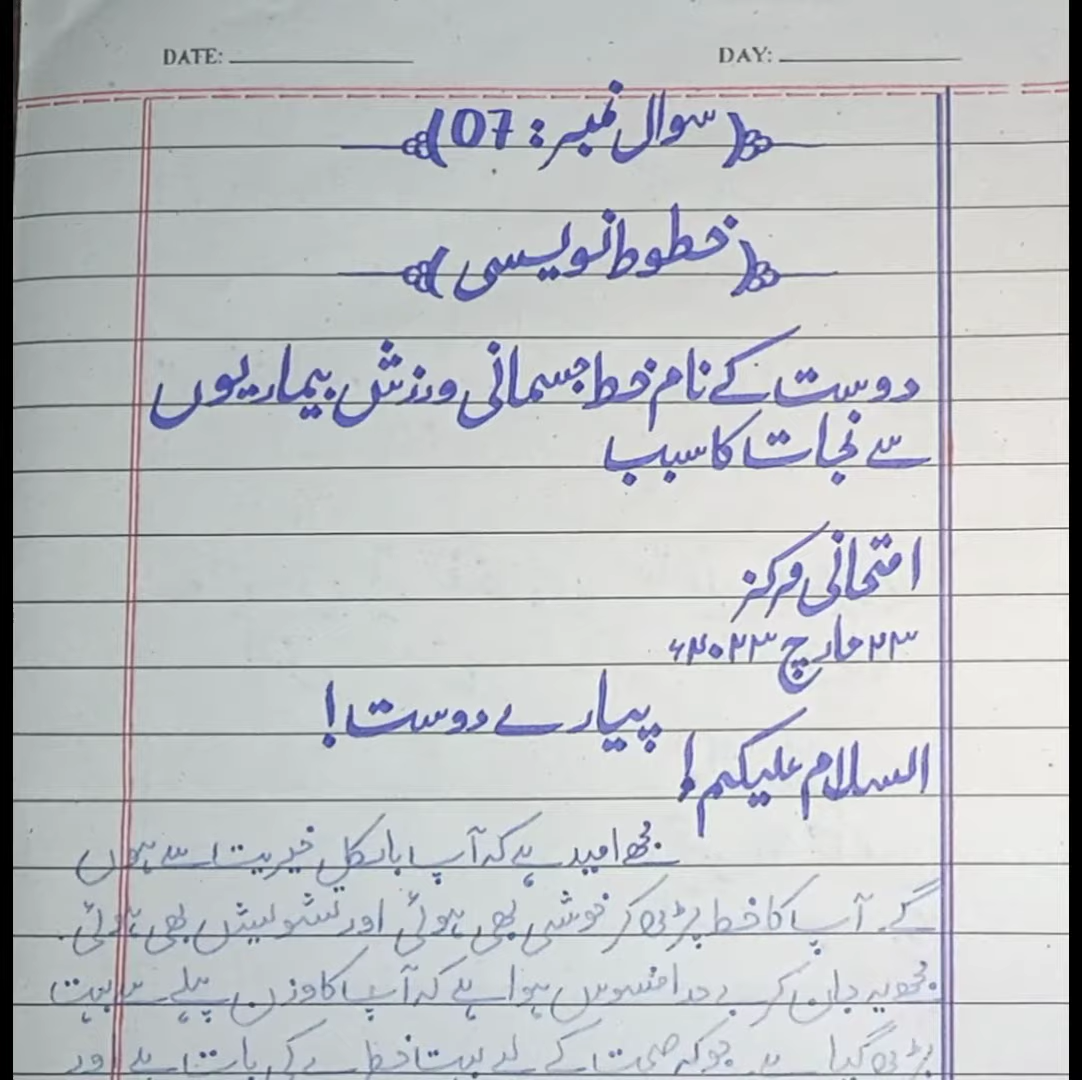 DATE: DAY:
سوال نمبر : 07
خطوط نویسی
دوست کے نام خط جسمانی ورزش بیماریوں
سے نجات کا سبب
امتحانی مرکز
۲۳ مارچ ۲۰۲۳ء
پیارے دوست!
السلام علیکم!
مجھے امید ہے کہ آپ بالکل خیریت سے ہوں
گے۔ آپ کا خط پڑھ کر خوشی بھی ہوئی اور تشویش بھی ہوئی۔
مجھے یہ جان کر بے حد افسوس ہوا ہے کہ آپ کا وزن پہلے سے بہت
بڑھ گیا ہے۔ جو کہ صحت کے لیے بہت خطرے کی بات ہے اور